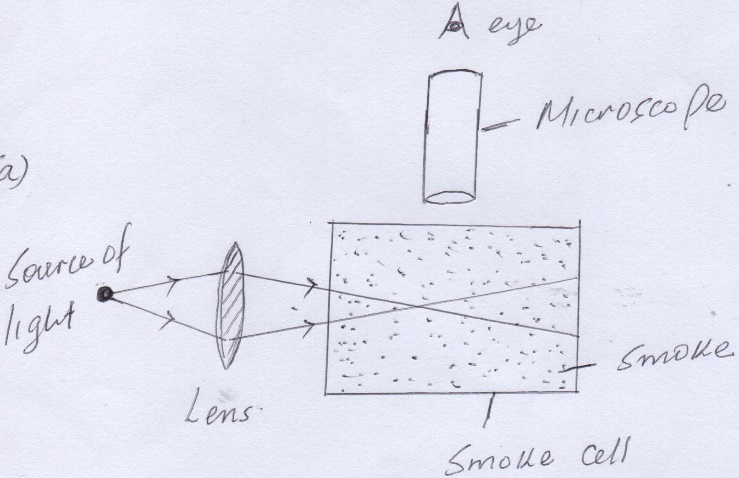 eye
Microscope
a)
Source of
light
Lens.
Smoke
Smoke cell